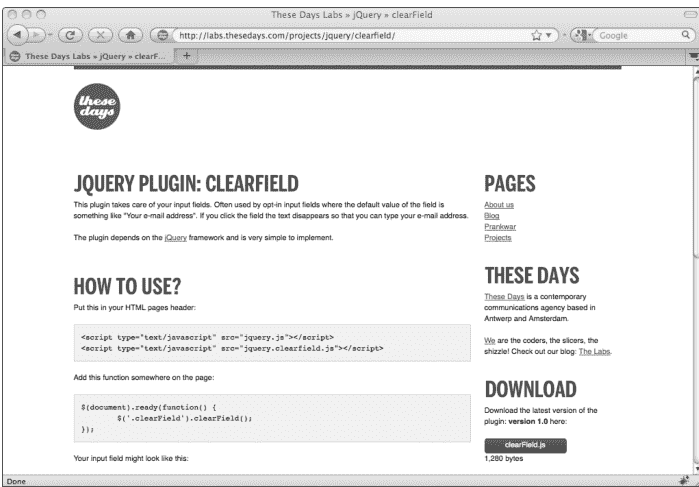 These Days Labs » jQuery » clearField
http://labs.thesedays.com/projects/jquery/clearfield/
Google
These Days Labs » jQuery » clearF...
these
days
JQUERY PLUGIN: CLEARFIELD
This plugin takes care of your input fields. Often used by opt-in input fields where the default value of the field is
something like "Your e-mail address". If you click the field the text disappears so that you can type your e-mail address.
The plugin depends on the jQuery framework and is very simple to implement.
HOW TO USE?
Put this in your HTML pages header:
<script type="text/javascript" src="jquery.js"></script>
<script type="text/javascript" src="jquery.clearfield.js"></script>
Add this function somewhere on the page:
$(document).ready(function() {
$('.clearField').clearField();
});
Your input field might look like this:
PAGES
About us
Blog
Prankwar
Projects
THESE DAYS
These Days is a contemporary
communications agency based in
Antwerp and Amsterdam.
We are the coders, the slicers, the
shizzle! Check out our blog: The Labs.
DOWNLOAD
Download the latest version of the
plugin: version 1.0 here:
clearField.js
1,280 bytes
Done